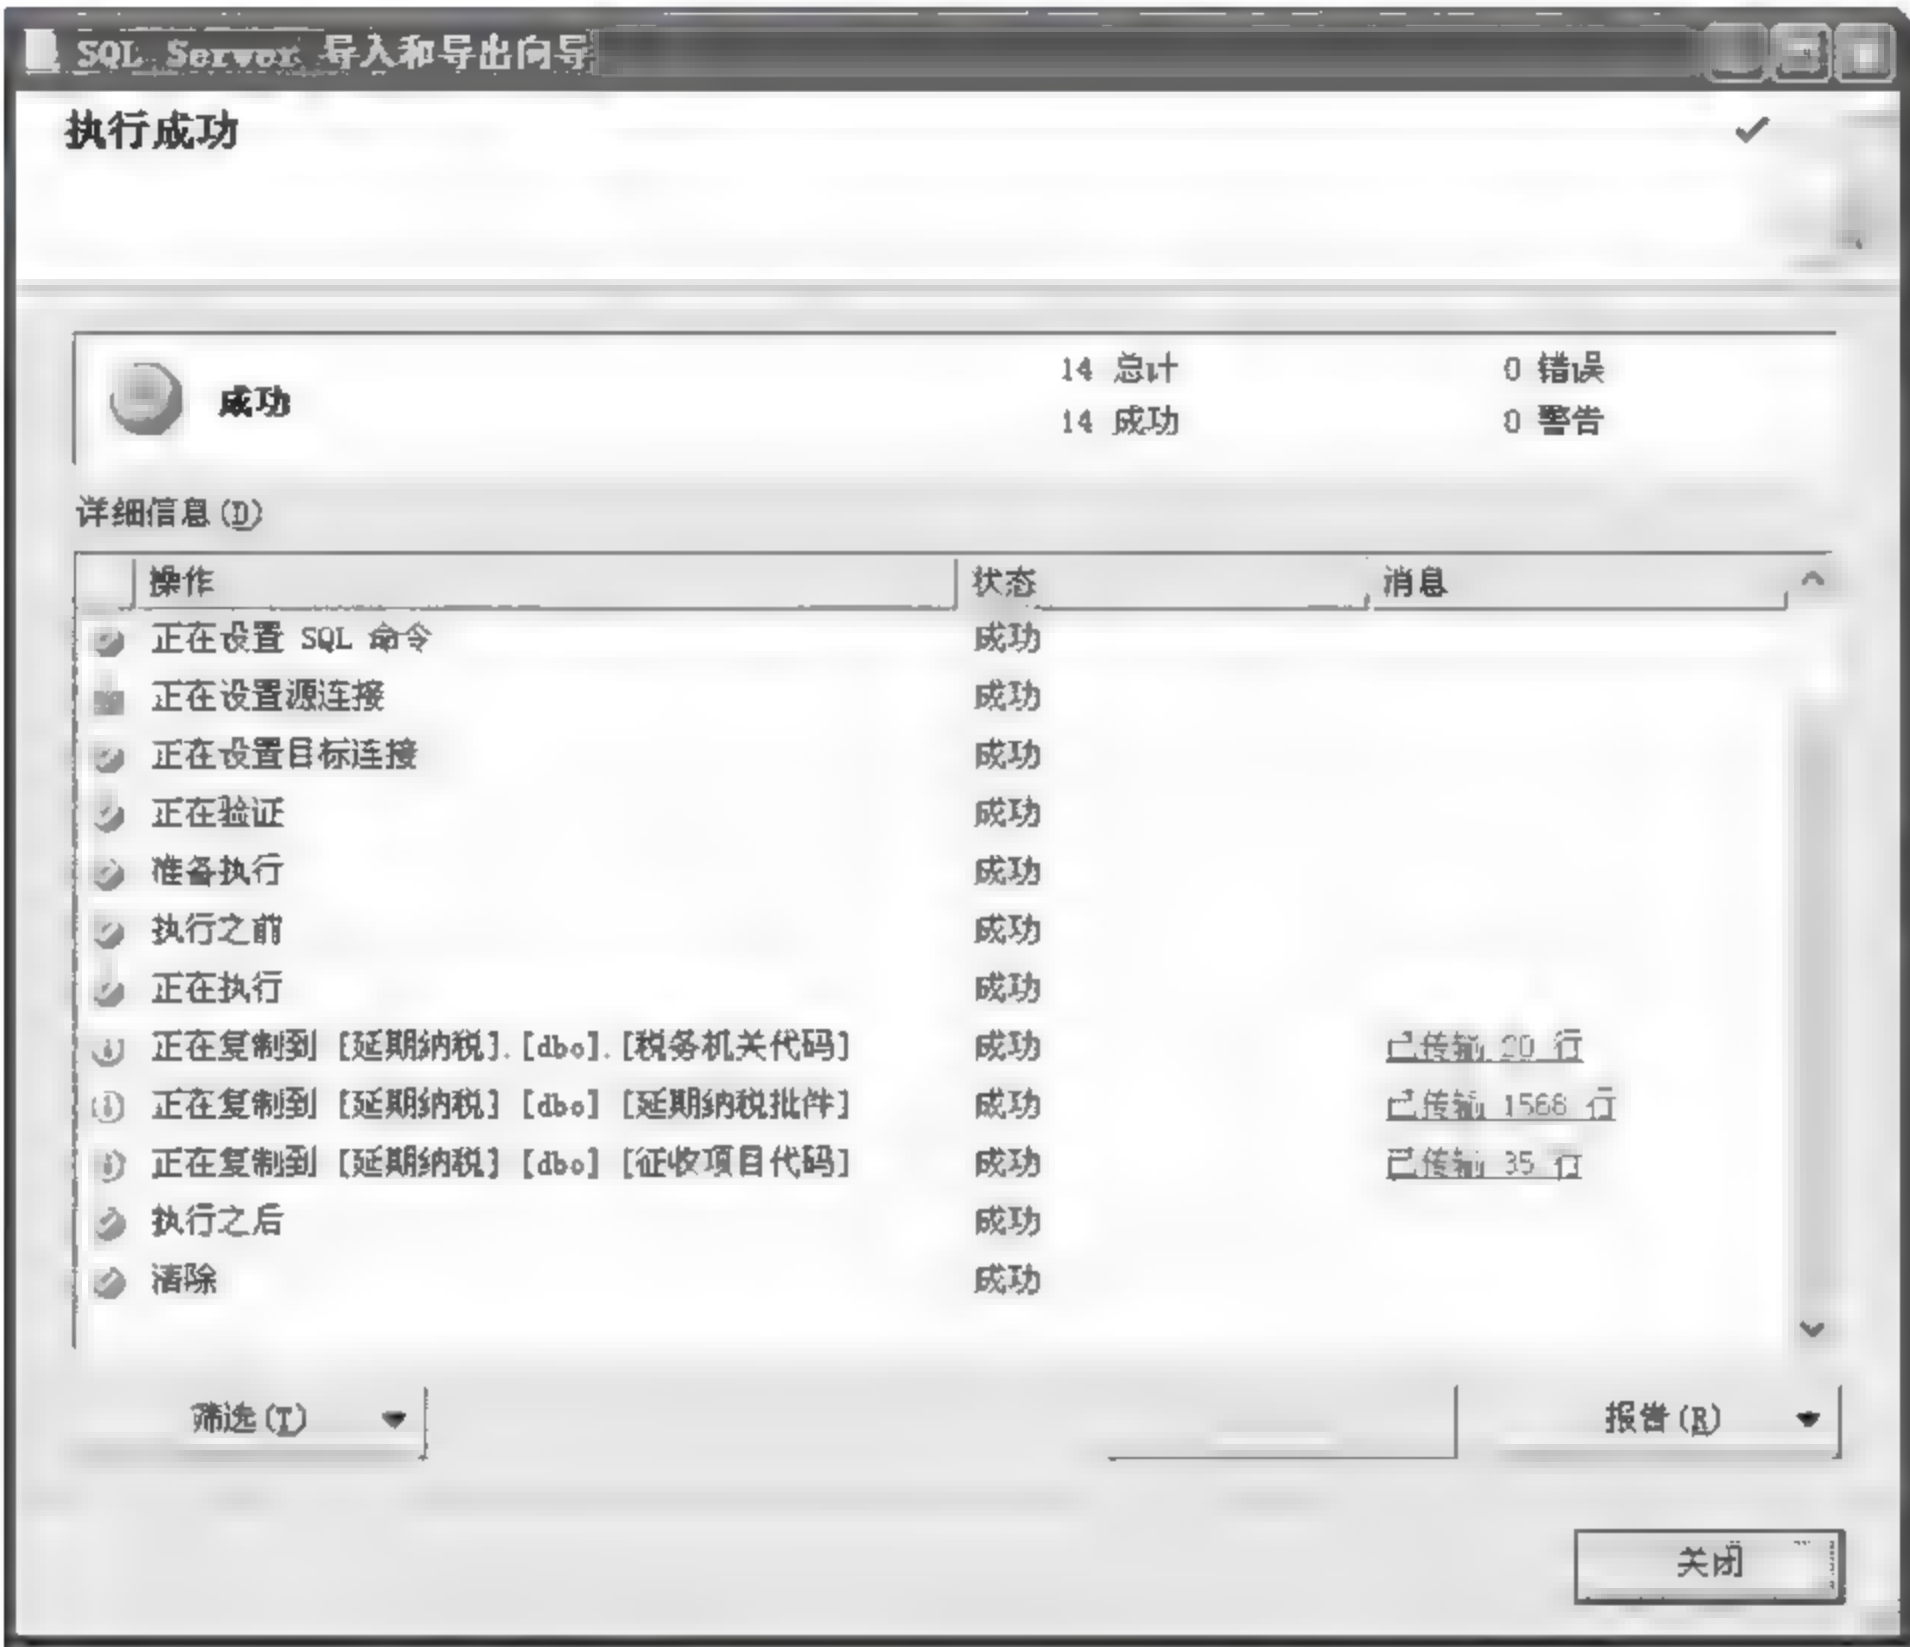 SQL Server 导入和导出向导
执行成功
成功
14 总计
0 错误
14 成功
0 警告
详细信息(D)
操作 状态 消息
正在设置 SQL 命令 成功
正在设置源连接 成功
正在设置目标连接 成功
正在验证 成功
准备执行 成功
执行之前 成功
正在执行 成功
正在复制到 [延期纳税].[dbo].[税务机关代码] 成功 已传输 20 行
正在复制到 [延期纳税] [dbo] [延期纳税批件] 成功 已传输 1568 行
正在复制到 [延期纳税] [dbo] [征收项目代码] 成功 已传输 35 行
执行之后 成功
清除 成功
筛选(T) 报告(R)
关闭